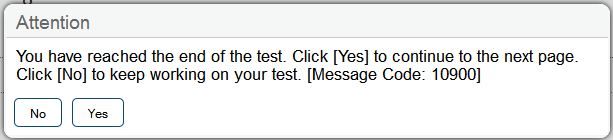 Attention
You have reached the end of the test. Click [Yes] to continue to the next page.
Click [No] to keep working on your test. [Message Code: 10900]
No
Yes